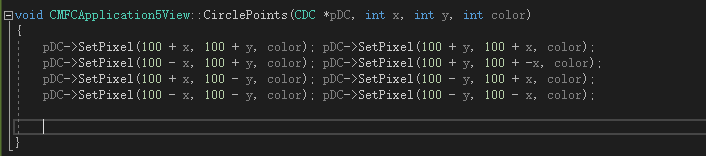 void CMFCApplication5View::CirclePoints(CDC *pDC, int x, int y, int color)
{
pDC->SetPixel(100 + x, 100 + y, color); pDC->SetPixel(100 + y, 100 + x, color);
pDC->SetPixel(100 - x, 100 + y, color); pDC->SetPixel(100 + y, 100 + -x, color);
pDC->SetPixel(100 + x, 100 - y, color); pDC->SetPixel(100 - y, 100 + x, color);
pDC->SetPixel(100 - x, 100 - y, color); pDC->SetPixel(100 - y, 100 - x, color);
}